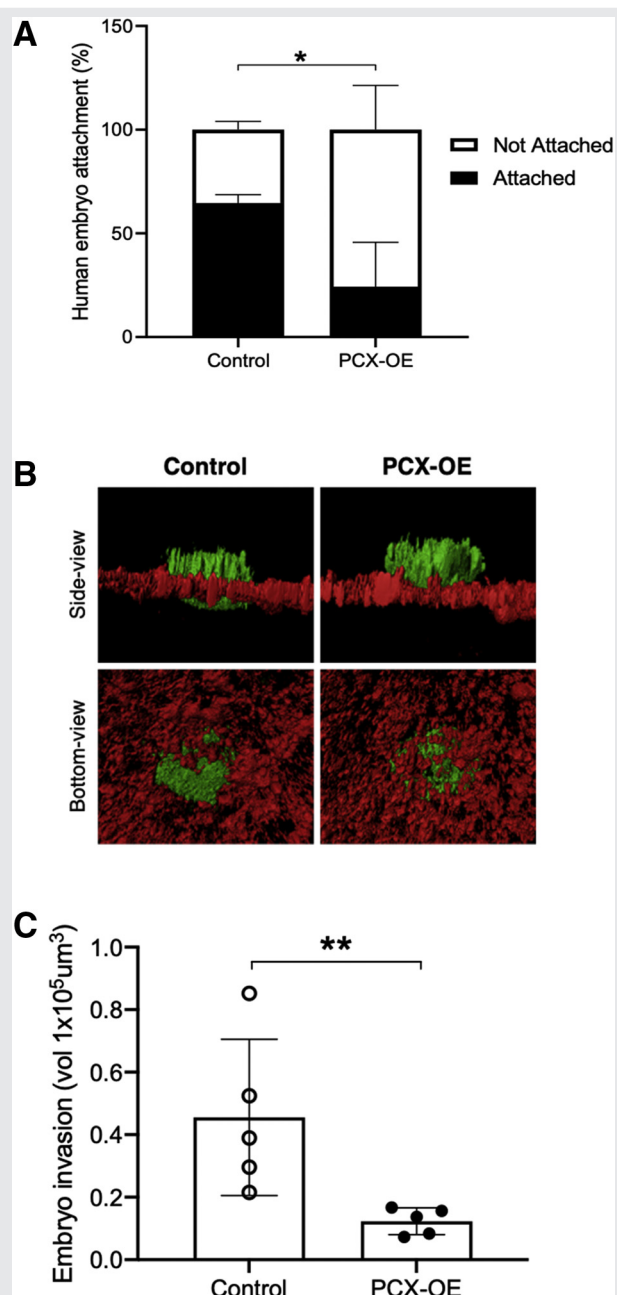 A
Human embryo attachment (%)
150
100
50
0
*
Control
PCX-OE
Not Attached
Attached
B
Control
PCX-OE
Side-view
Bottom-view
C
Embryo invasion (vol 1x10⁵um³)
1.0
0.8
0.6
0.4
0.2
0.0
**
Control
PCX-OE